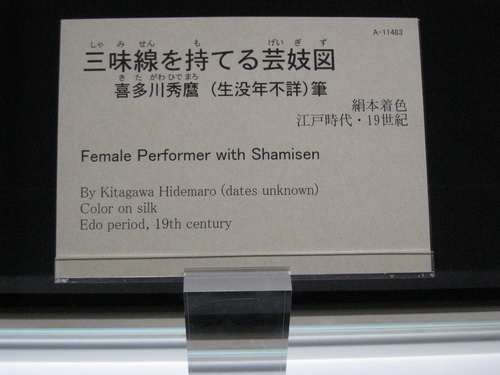 A-11483
しゃ み せん も げいぎ ず
三味線を持てる芸妓図
き た がわ ひで まろ
喜多川秀麿 (生没年不詳)筆
絹本着色
江戸時代・19世紀
Female Performer with Shamisen
By Kitagawa Hidemaro (dates unknown)
Color on silk
Edo period, 19th century